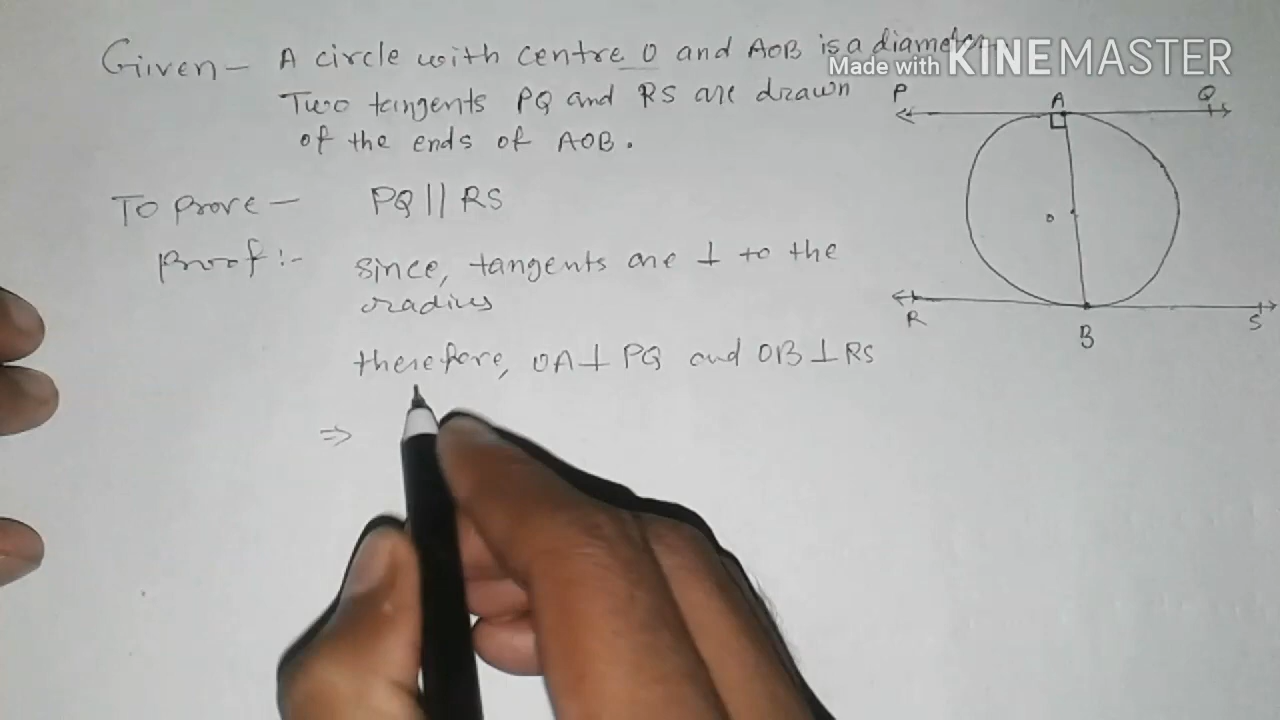 Given - A circle with centre O and AOB is a diameter
Two tangents PQ and RS are drawn
of the ends of AOB.
Made with KINEMASTER
P A Q
To prove - PQ || RS
proof :- since, tangents are ⊥ to the
radius
O
R B S
therefore, OA ⊥ PQ and OB ⊥ RS
⇒